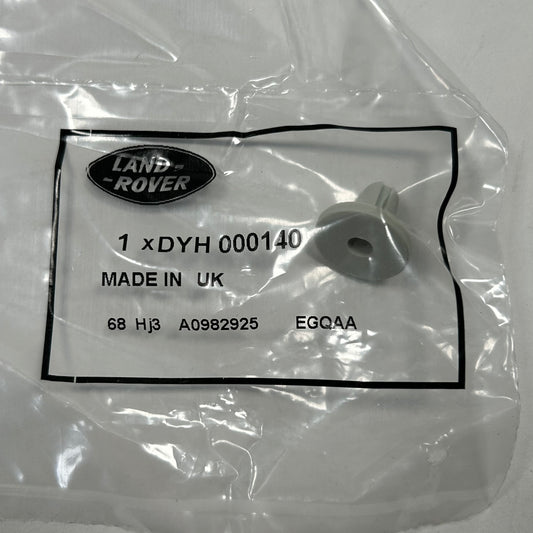 LAND-
-ROVER
1 xDYH 000140
MADE IN UK
68 Hj3 A0982925 EGQAA